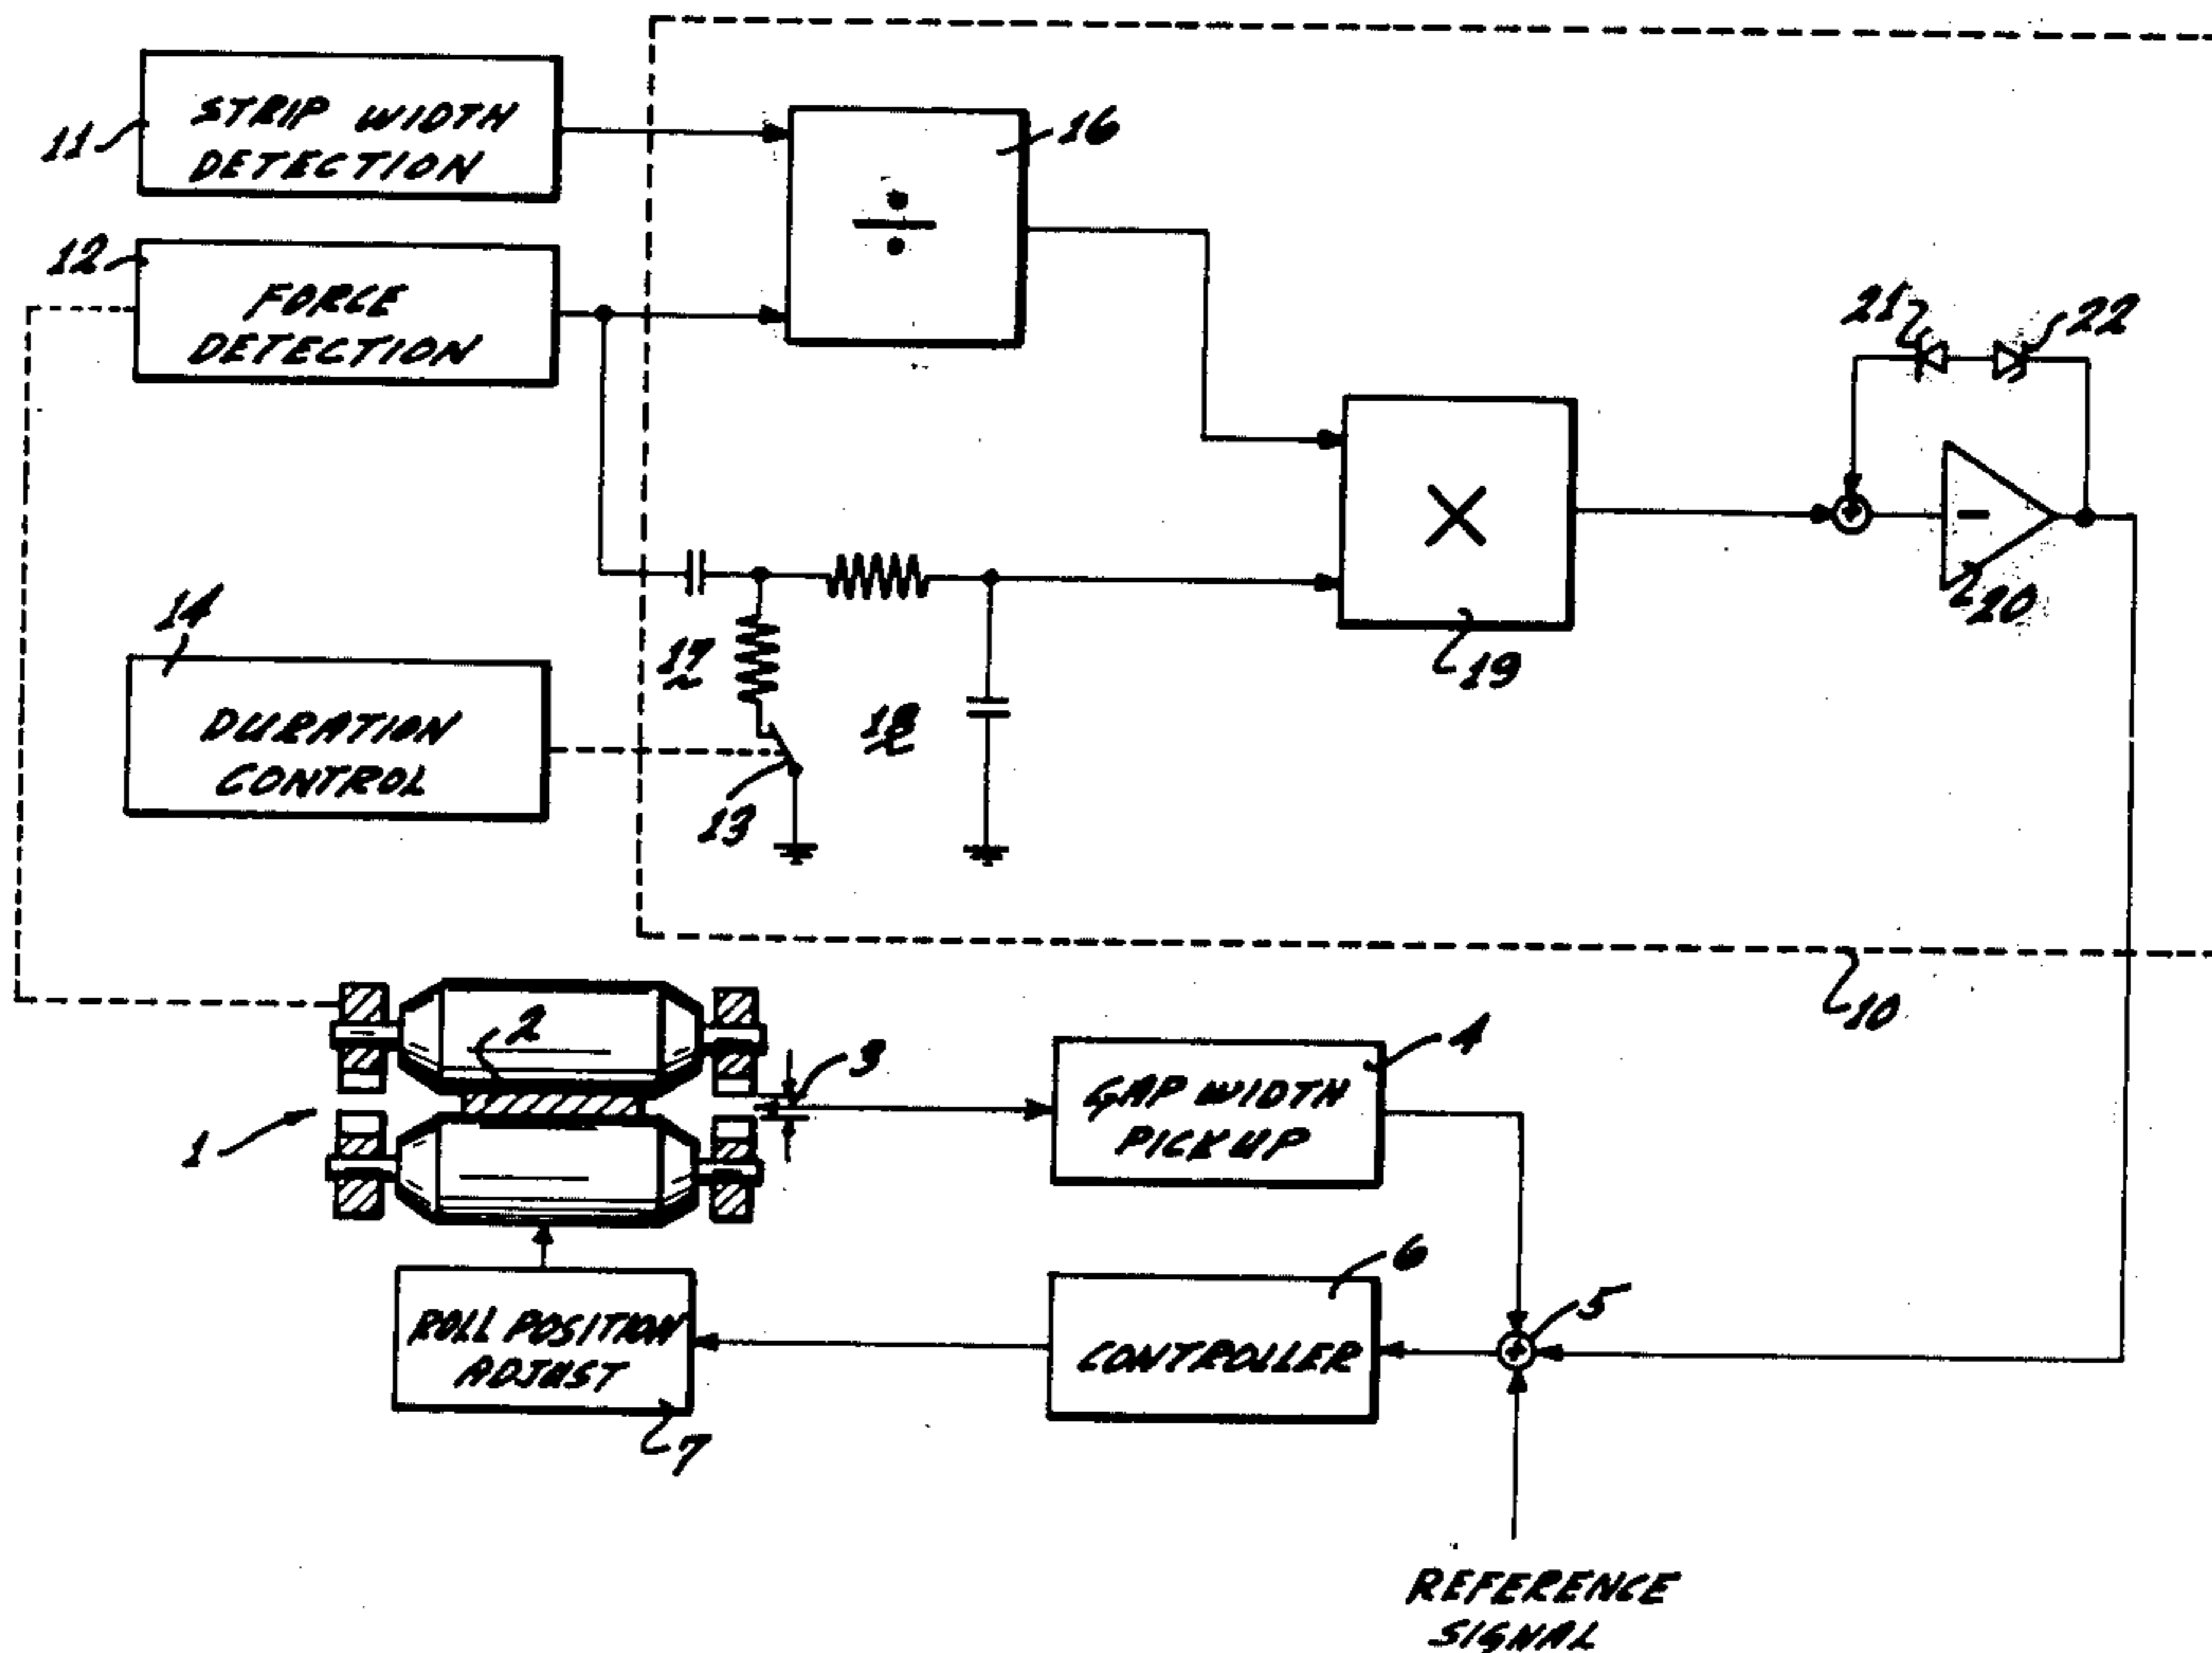 STRIP WIDTH
DETECTION
11
16
÷
12
FORCE
DETECTION
21
22
×
19
+
−
20
14
DURATION
CONTROL
17
18
13
10
1
2
3
4
GAP WIDTH
PICKUP
6
CONTROLLER
5
+
ROLL POSITION
ADJUST
7
REFERENCE
SIGNAL